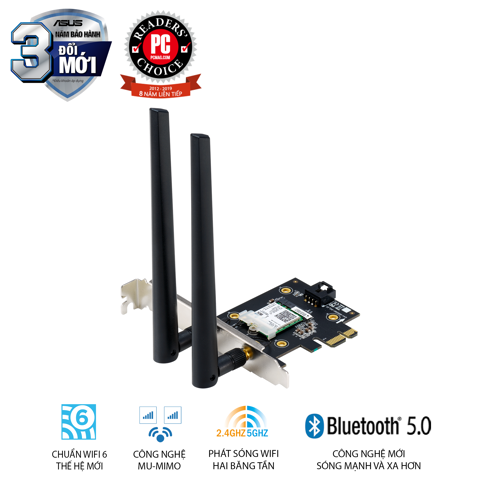 ASUS
3 NĂM BẢO HÀNH
ĐỔI
MỚI
READERS'
PC
PCMAG.COM
CHOICE
2012 - 2019
8 NĂM LIÊN TIẾP
6
2.4GHZ 5GHZ
Bluetooth® 5.0
CHUẨN WIFI 6
THẾ HỆ MỚI
CÔNG NGHỆ
MU-MIMO
PHÁT SÓNG WIFI
HAI BĂNG TẦN
CÔNG NGHỆ MỚI
SÓNG MẠNH VÀ XA HƠN